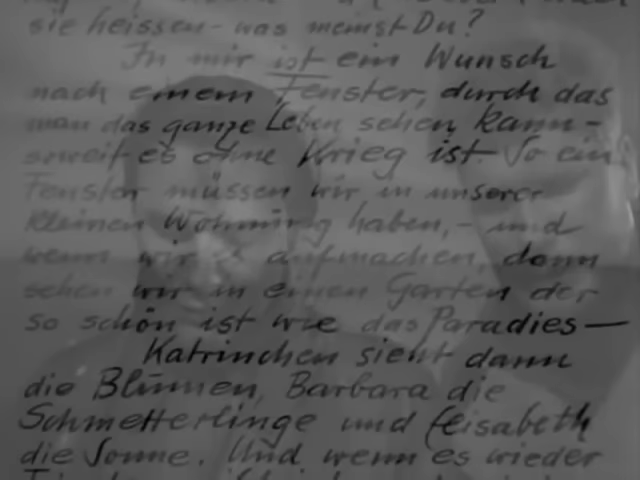 sie heissen - was meinst Du?
In mir ist ein Wunsch
nach einem Fenster, durch das
man das ganze Leben sehen kann -
soweit es ohne Krieg ist. So ein
Fenster müssen wir in unserer
kleinen Wohnung haben, - und
wenn wir es aufmachen, dann
sehen wir in einen Garten der
so schön ist wie das Paradies —
Katrinchen sieht dann
die Blumen, Barbara die
Schmetterlinge und Elisabeth
die Sonne. Und wenn es wieder